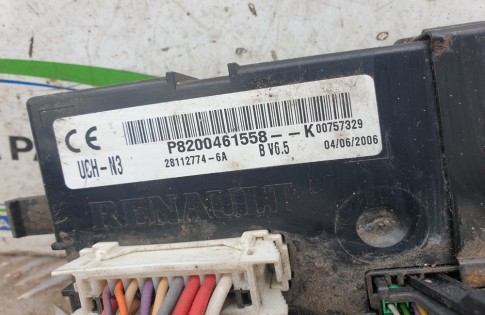 CE
P8200461558--K
00757329
UCH-N3
28112774-6A
B V6.5
04/06/2006
RENAULT